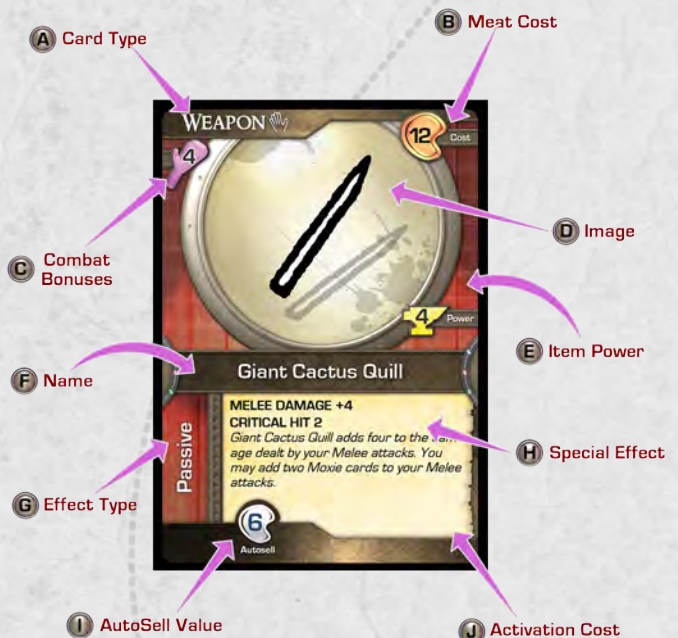 B Meat Cost
A Card Type
WEAPON
12 Cost
4
D Image
C Combat
Bonuses
4 Power
E Item Power
F Name
Giant Cactus Quill
MELEE DAMAGE +4
CRITICAL HIT 2
Giant Cactus Quill adds four to the
age dealt by your Melee attacks. You
may add two Moxie cards to your Melee
attacks.
H Special Effect
Passive
G Effect Type
6
Autosell
I AutoSell Value
J Activation Cost